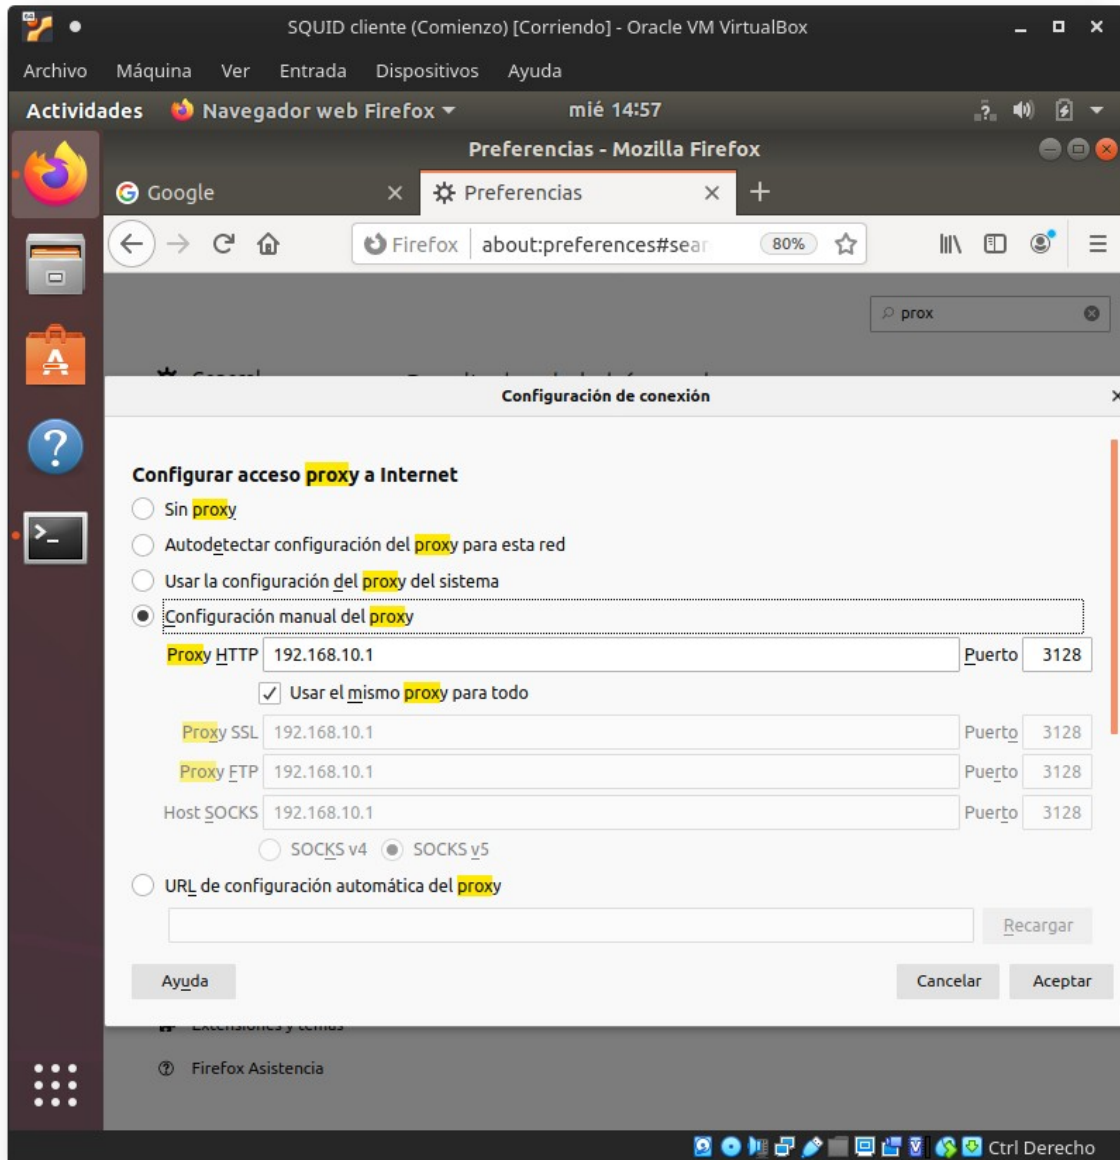 SQUID cliente (Comienzo) [Corriendo] - Oracle VM VirtualBox
Archivo Máquina Ver Entrada Dispositivos Ayuda
Actividades Navegador web Firefox mié 14:57
Preferencias - Mozilla Firefox
Google Preferencias
Firefox about:preferences#sear 80%
prox
Configuración de conexión
Configurar acceso proxy a Internet
Sin proxy
Autodetectar configuración del proxy para esta red
Usar la configuración del proxy del sistema
Configuración manual del proxy
Proxy HTTP 192.168.10.1 Puerto 3128
Usar el mismo proxy para todo
Proxy SSL 192.168.10.1 Puerto 3128
Proxy FTP 192.168.10.1 Puerto 3128
Host SOCKS 192.168.10.1 Puerto 3128
SOCKS v4 SOCKS v5
URL de configuración automática del proxy
Recargar
Ayuda Cancelar Aceptar
Extensiones y temas
Firefox Asistencia
Ctrl Derecho